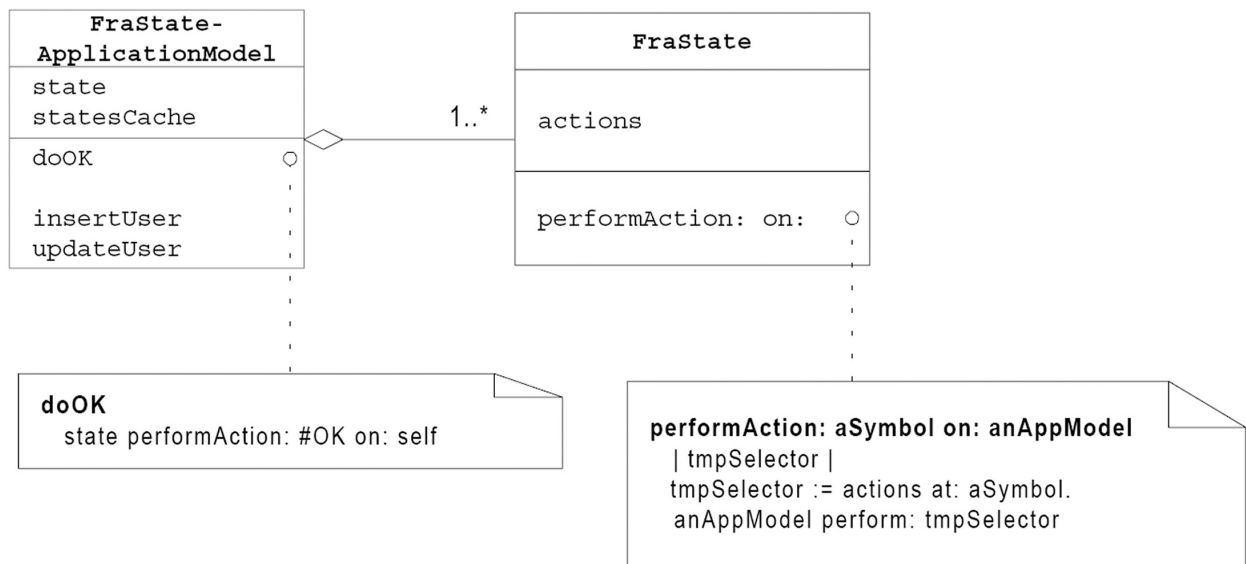 FraState-
ApplicationModel
state
statesCache
doOK
insertUser
updateUser
1..*
FraState
actions
performAction: on:
doOK
state performAction: #OK on: self
performAction: aSymbol on: anAppModel
| tmpSelector |
tmpSelector := actions at: aSymbol.
anAppModel perform: tmpSelector